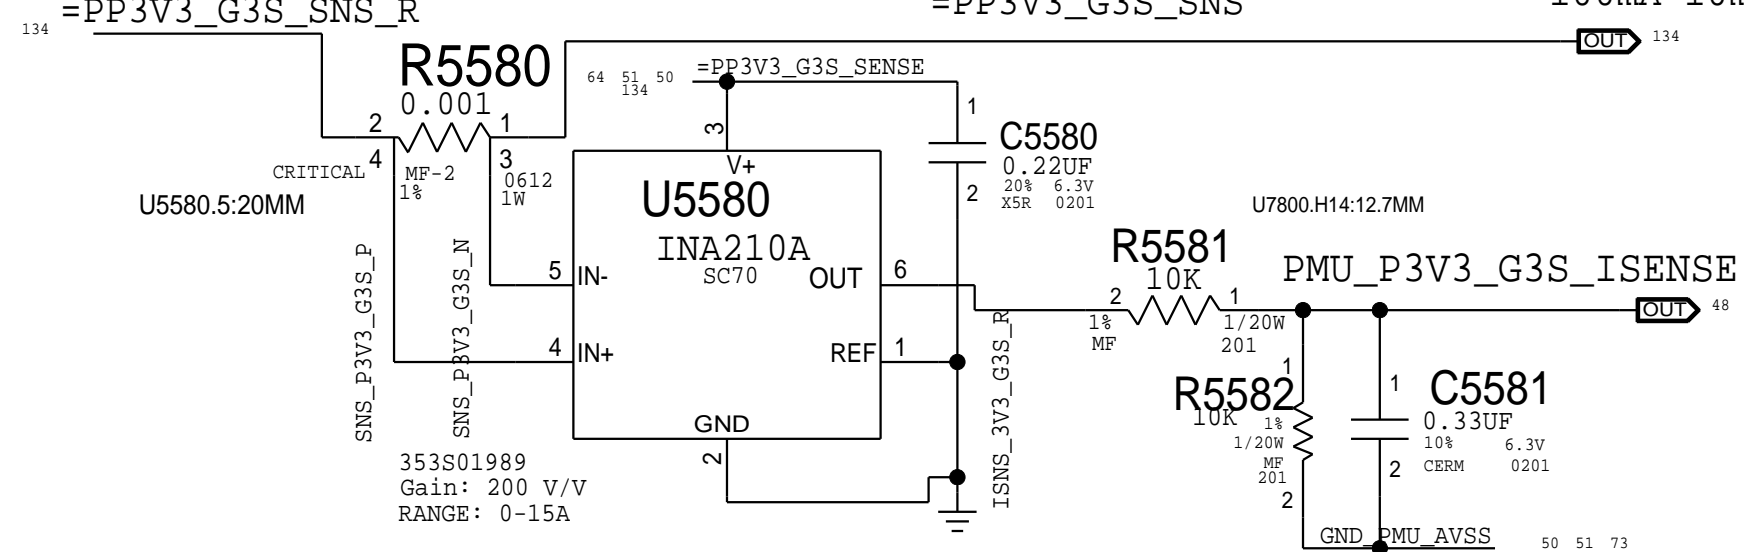 =PP3V3_G3S_SNS_R
=PP3V3_G3S_SNS
134
OUT
134
R5580
0.001
64 51 50
134
=PP3V3_G3S_SENSE
2
1
4
3
CRITICAL
MF-2
1%
0612
1W
3
V+
1
C5580
0.22UF
20% 6.3V
X5R 0201
2
U5580.5:20MM
U5580
INA210A
SC70
U7800.H14:12.7MM
R5581
10K
PMU_P3V3_G3S_ISENSE
5
IN-
OUT
6
2
1
1%
MF
1/20W
201
OUT
48
SNS_P3V3_G3S_P
SNS_P3V3_G3S_N
4
IN+
REF
1
ISNS_3V3_G3S_R
1
R5582
10K
1%
1/20W
MF
201
2
1
C5581
0.33UF
10% 6.3V
CERM 0201
2
GND
2
353S01989
Gain: 200 V/V
RANGE: 0-15A
GND_PMU_AVSS
50 51 73